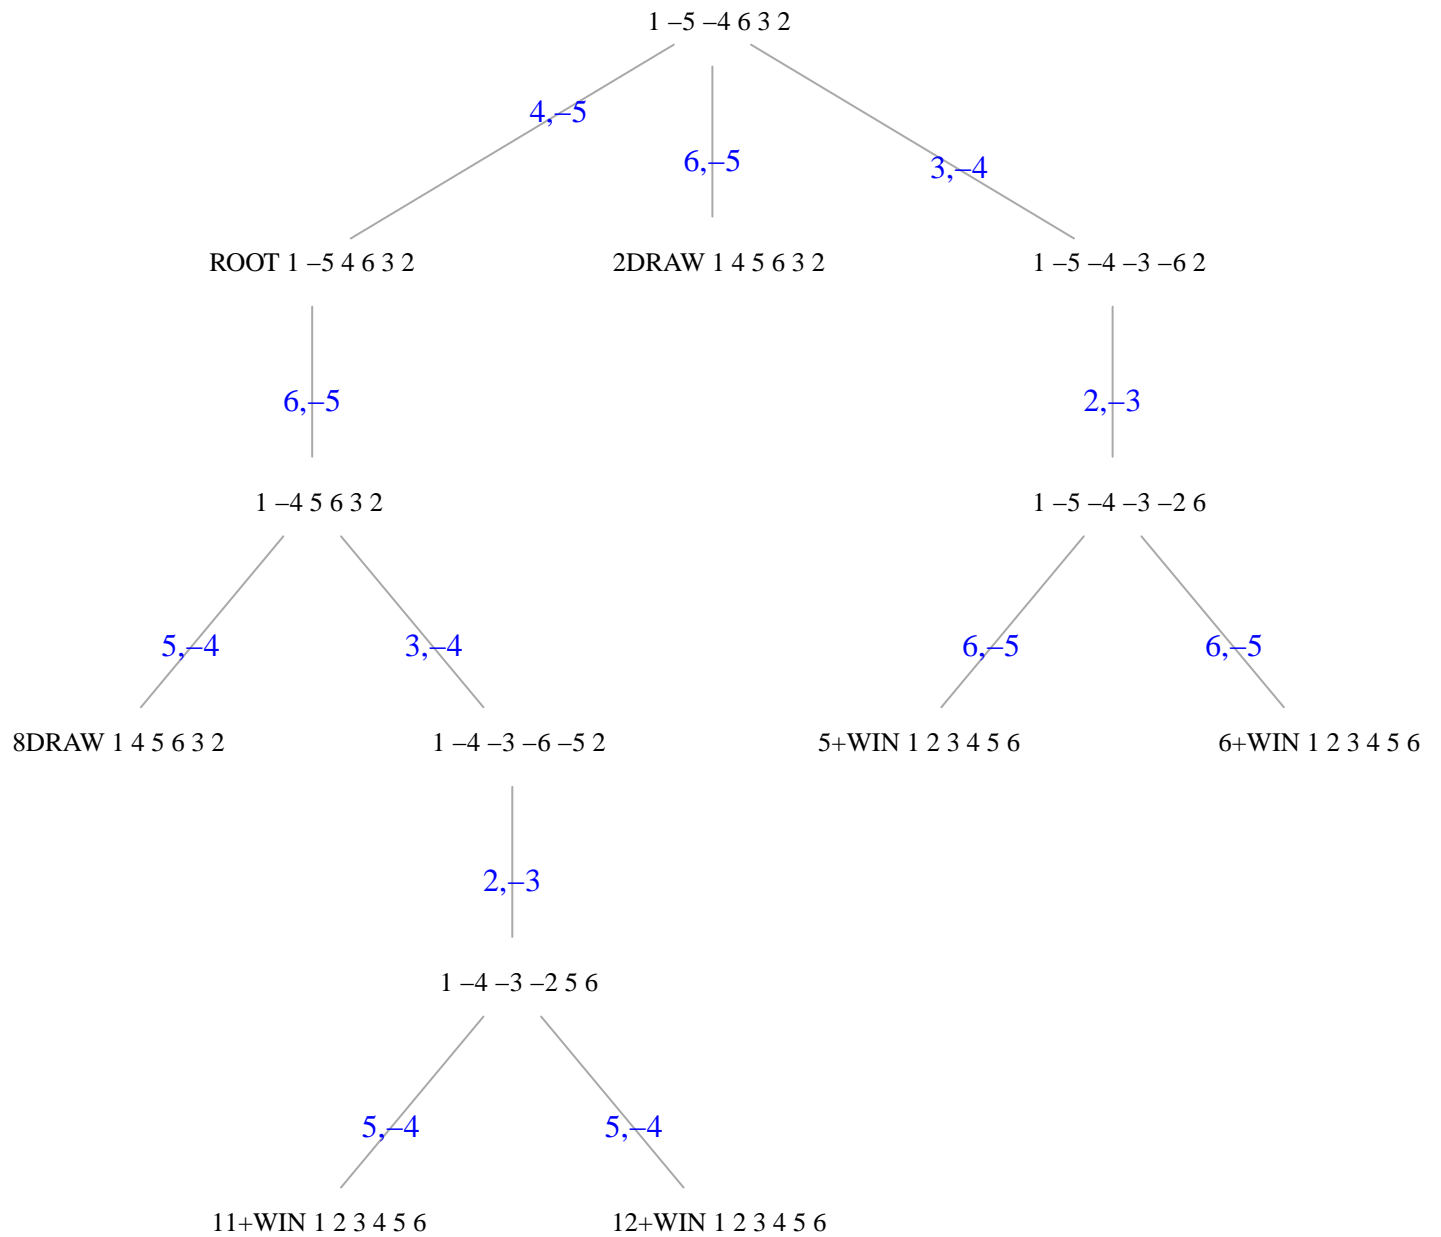 1 –5 –4 6 3 2
4,–5
6,–5
3,–4
ROOT 1 –5 4 6 3 2
2DRAW 1 4 5 6 3 2
1 –5 –4 –3 –6 2
6,–5
2,–3
1 –4 5 6 3 2
1 –5 –4 –3 –2 6
5,–4
3,–4
6,–5
6,–5
8DRAW 1 4 5 6 3 2
1 –4 –3 –6 –5 2
5+WIN 1 2 3 4 5 6
6+WIN 1 2 3 4 5 6
2,–3
1 –4 –3 –2 5 6
5,–4
5,–4
11+WIN 1 2 3 4 5 6
12+WIN 1 2 3 4 5 6